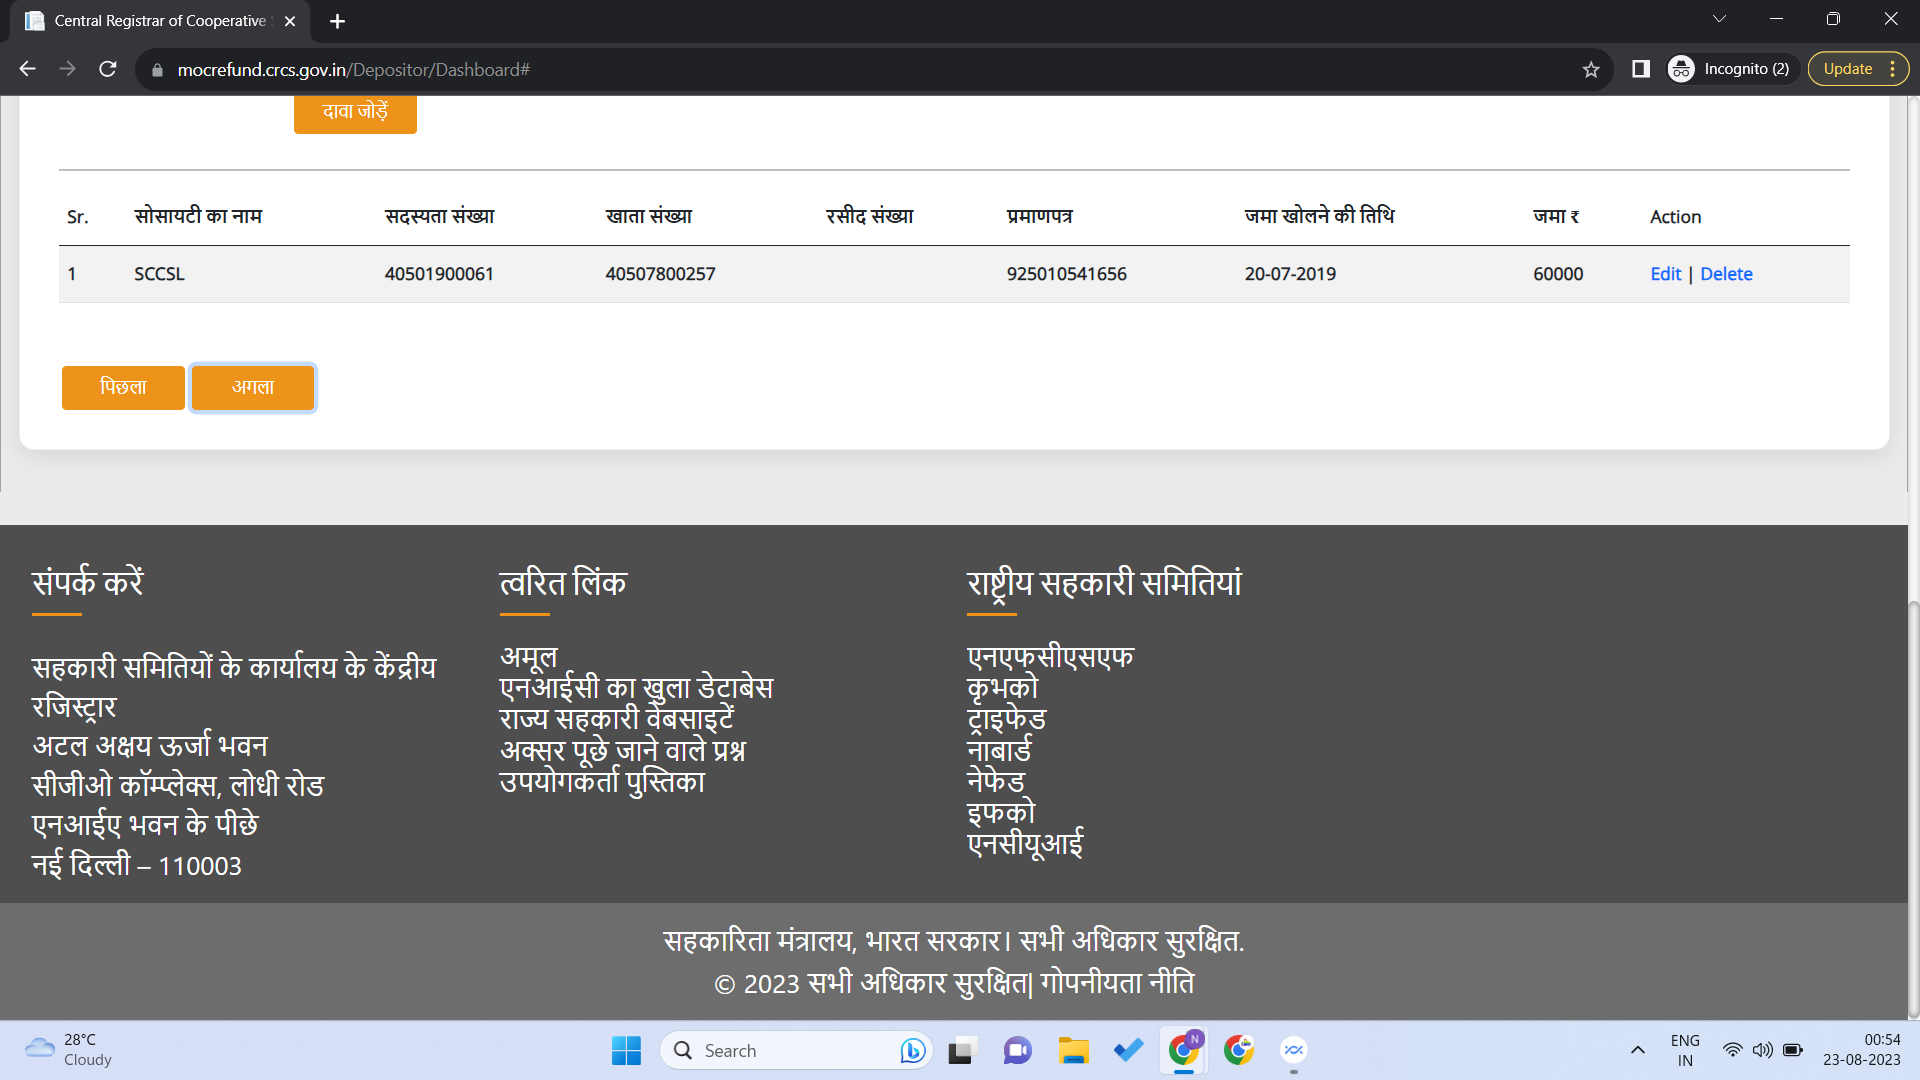 Central Registrar of Cooperative
mocrefund.crcs.gov.in/Depositor/Dashboard#
Incognito (2)
Update
दावा जोड़ें
Sr. सोसायटी का नाम सदस्यता संख्या खाता संख्या रसीद संख्या प्रमाणपत्र जमा खोलने की तिथि जमा ₹ Action
1 SCCSL 40501900061 40507800257 925010541656 20-07-2019 60000 Edit | Delete
पिछला अगला
संपर्क करें
सहकारी समितियों के कार्यालय के केंद्रीय
रजिस्ट्रार
अटल अक्षय ऊर्जा भवन
सीजीओ कॉम्प्लेक्स, लोधी रोड
एनआईए भवन के पीछे
नई दिल्ली – 110003
त्वरित लिंक
अमूल
एनआईसी का खुला डेटाबेस
राज्य सहकारी वेबसाइटें
अक्सर पूछे जाने वाले प्रश्न
उपयोगकर्ता पुस्तिका
राष्ट्रीय सहकारी समितियां
एनएफसीएसएफ
कृभको
ट्राइफेड
नाबार्ड
नेफेड
इफको
एनसीयूआई
सहकारिता मंत्रालय, भारत सरकार। सभी अधिकार सुरक्षित.
© 2023 सभी अधिकार सुरक्षित| गोपनीयता नीति
28°C
Cloudy
Search
N
ENG
IN
00:54
23-08-2023